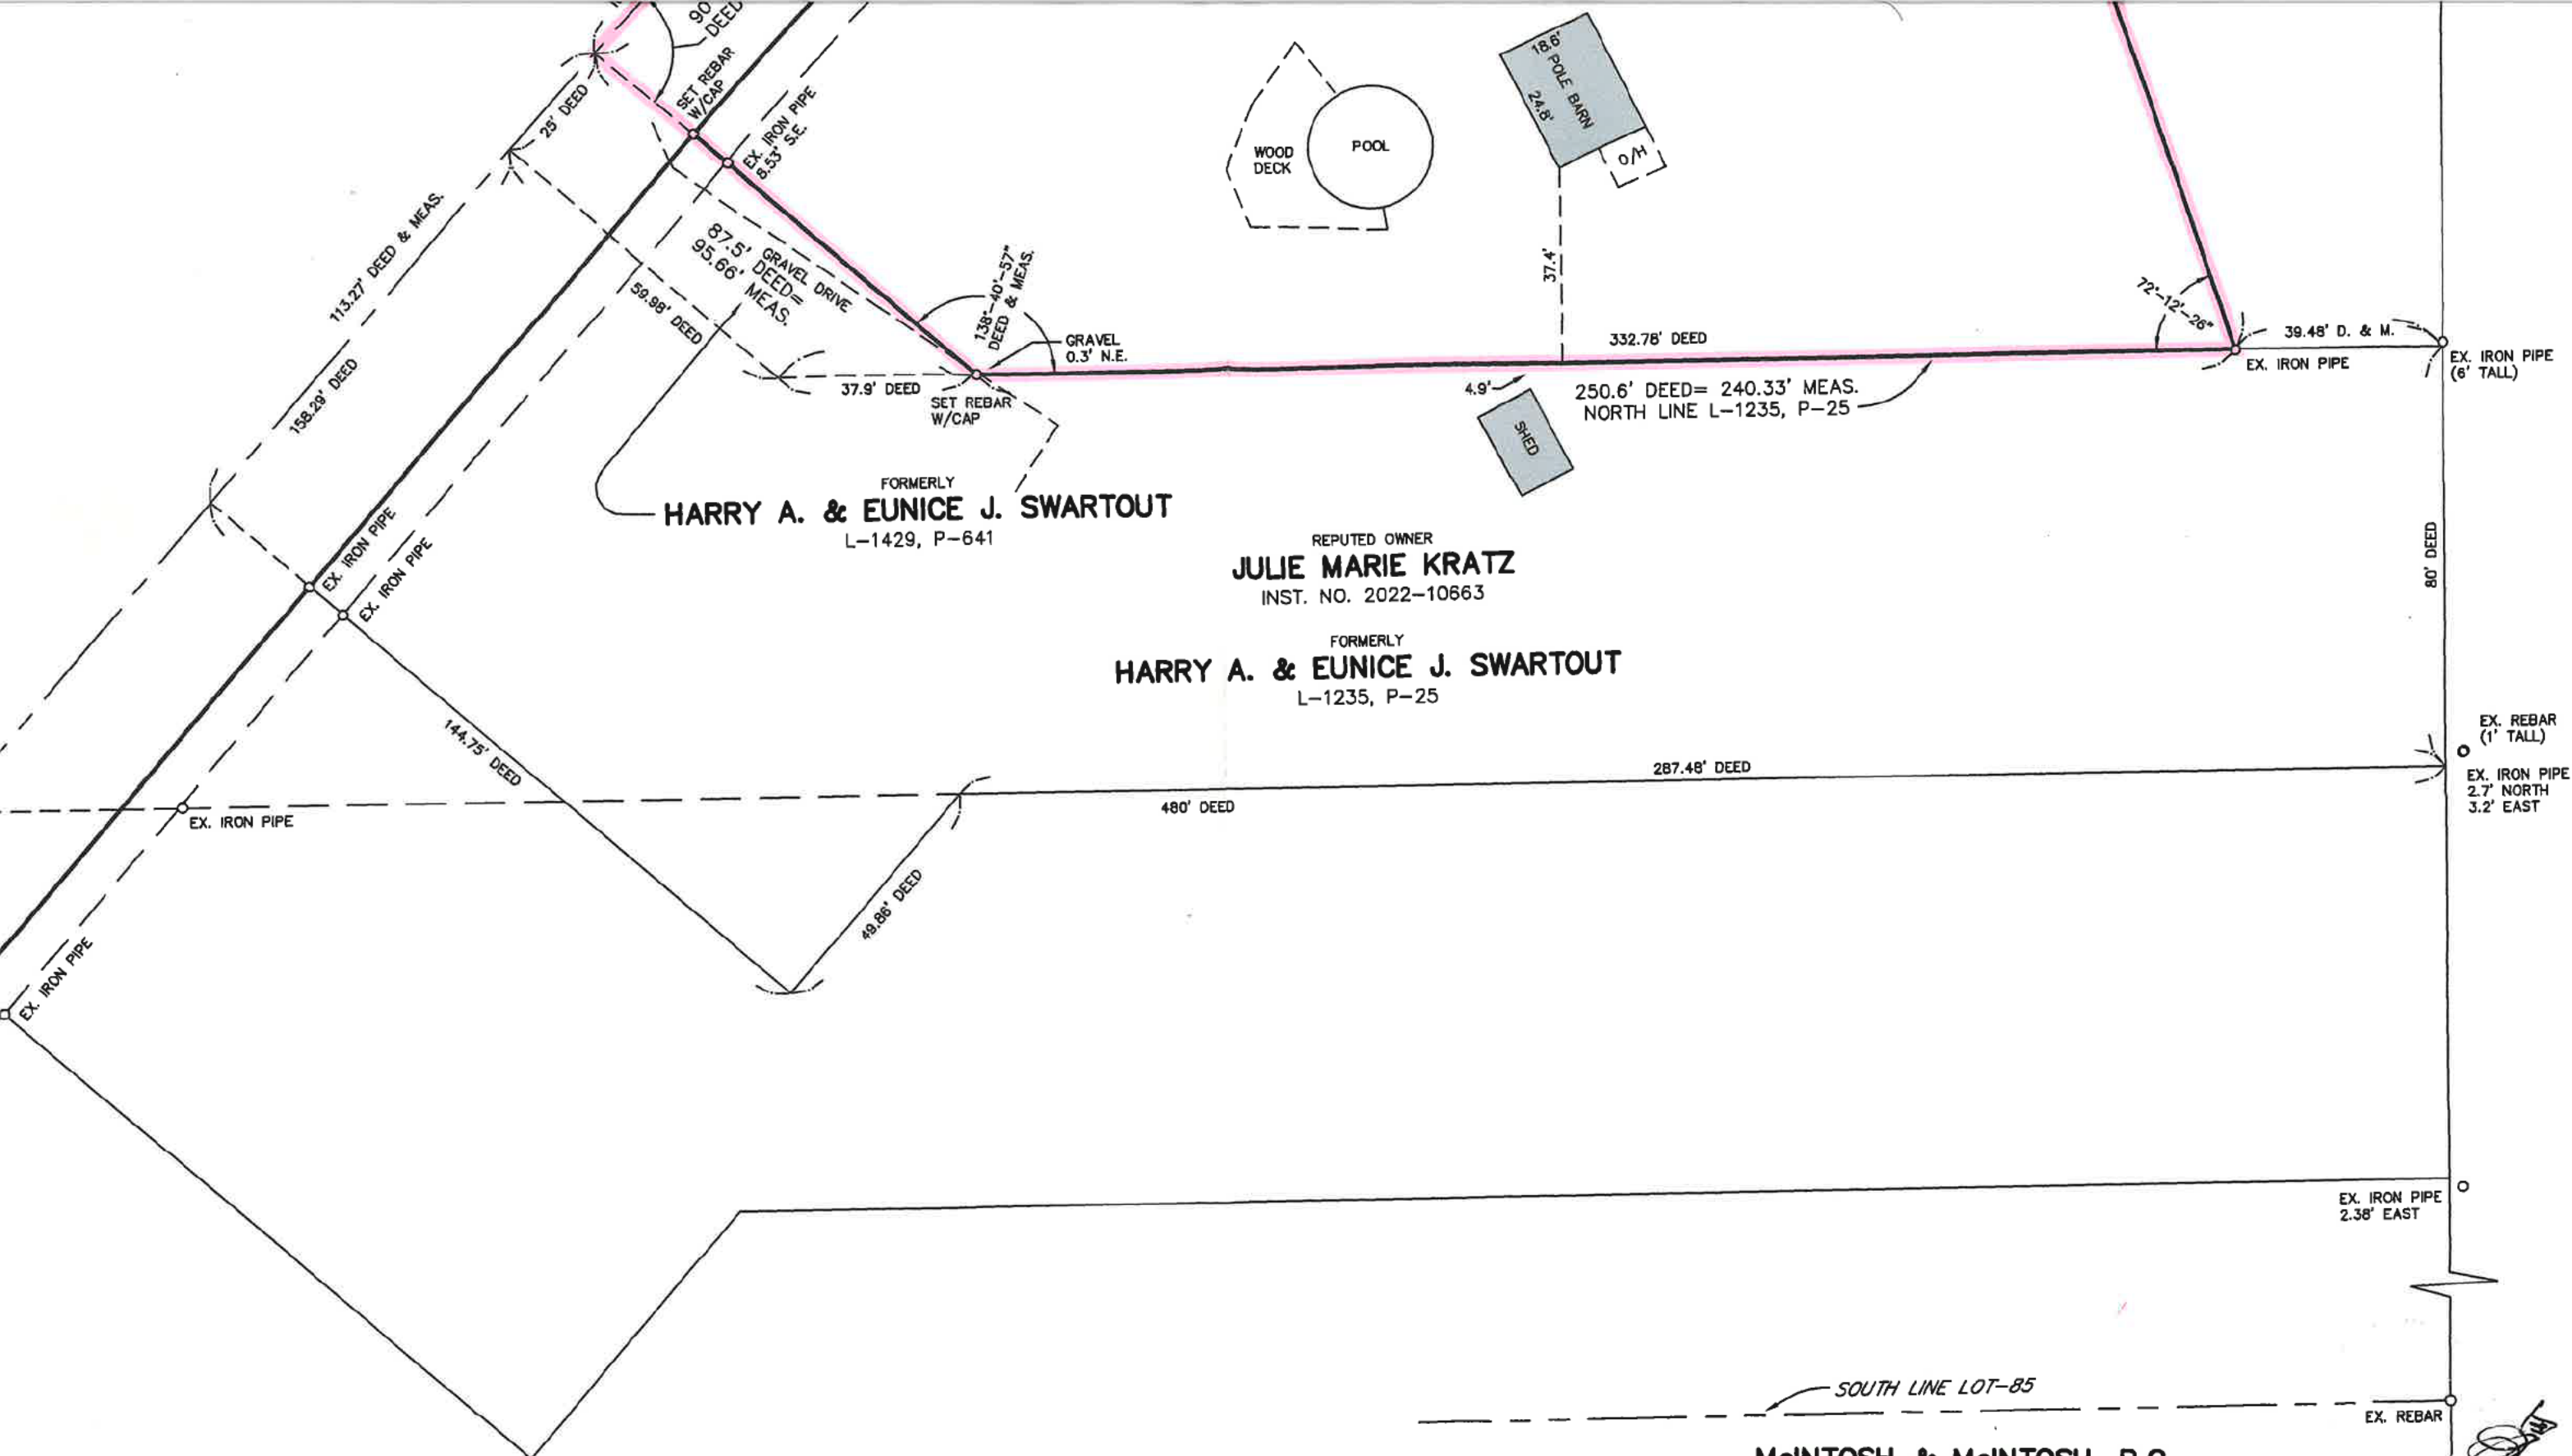 90
DEED
25' DEED
SET REBAR
W/CAP
EX. IRON PIPE
8.53' S.E.
113.27' DEED & MEAS.
158.29' DEED
59.98' DEED
87.5' DEED=
95.66' MEAS.
GRAVEL DRIVE
37.9' DEED
SET REBAR
W/CAP
138°-40'-57"
DEED & MEAS.
GRAVEL
0.3' N.E.
WOOD
DECK
POOL
18.6'
POLE BARN
24.8'
O/H
37.4'
332.78' DEED
72°-12'-26"
39.48' D. & M.
EX. IRON PIPE
EX. IRON PIPE
(6' TALL)
4.9'
250.6' DEED= 240.33' MEAS.
NORTH LINE L-1235, P-25
SHED
FORMERLY
HARRY A. & EUNICE J. SWARTOUT
L-1429, P-641
REPUTED OWNER
JULIE MARIE KRATZ
INST. NO. 2022-10663
FORMERLY
HARRY A. & EUNICE J. SWARTOUT
L-1235, P-25
80' DEED
EX. IRON PIPE
EX. IRON PIPE
144.75' DEED
EX. REBAR
(1' TALL)
EX. IRON PIPE
2.7' NORTH
3.2' EAST
287.48' DEED
480' DEED
EX. IRON PIPE
49.86' DEED
EX. IRON PIPE
EX. IRON PIPE
2.38' EAST
SOUTH LINE LOT-85
EX. REBAR
McINTOSH & McINTOSH, P.C.